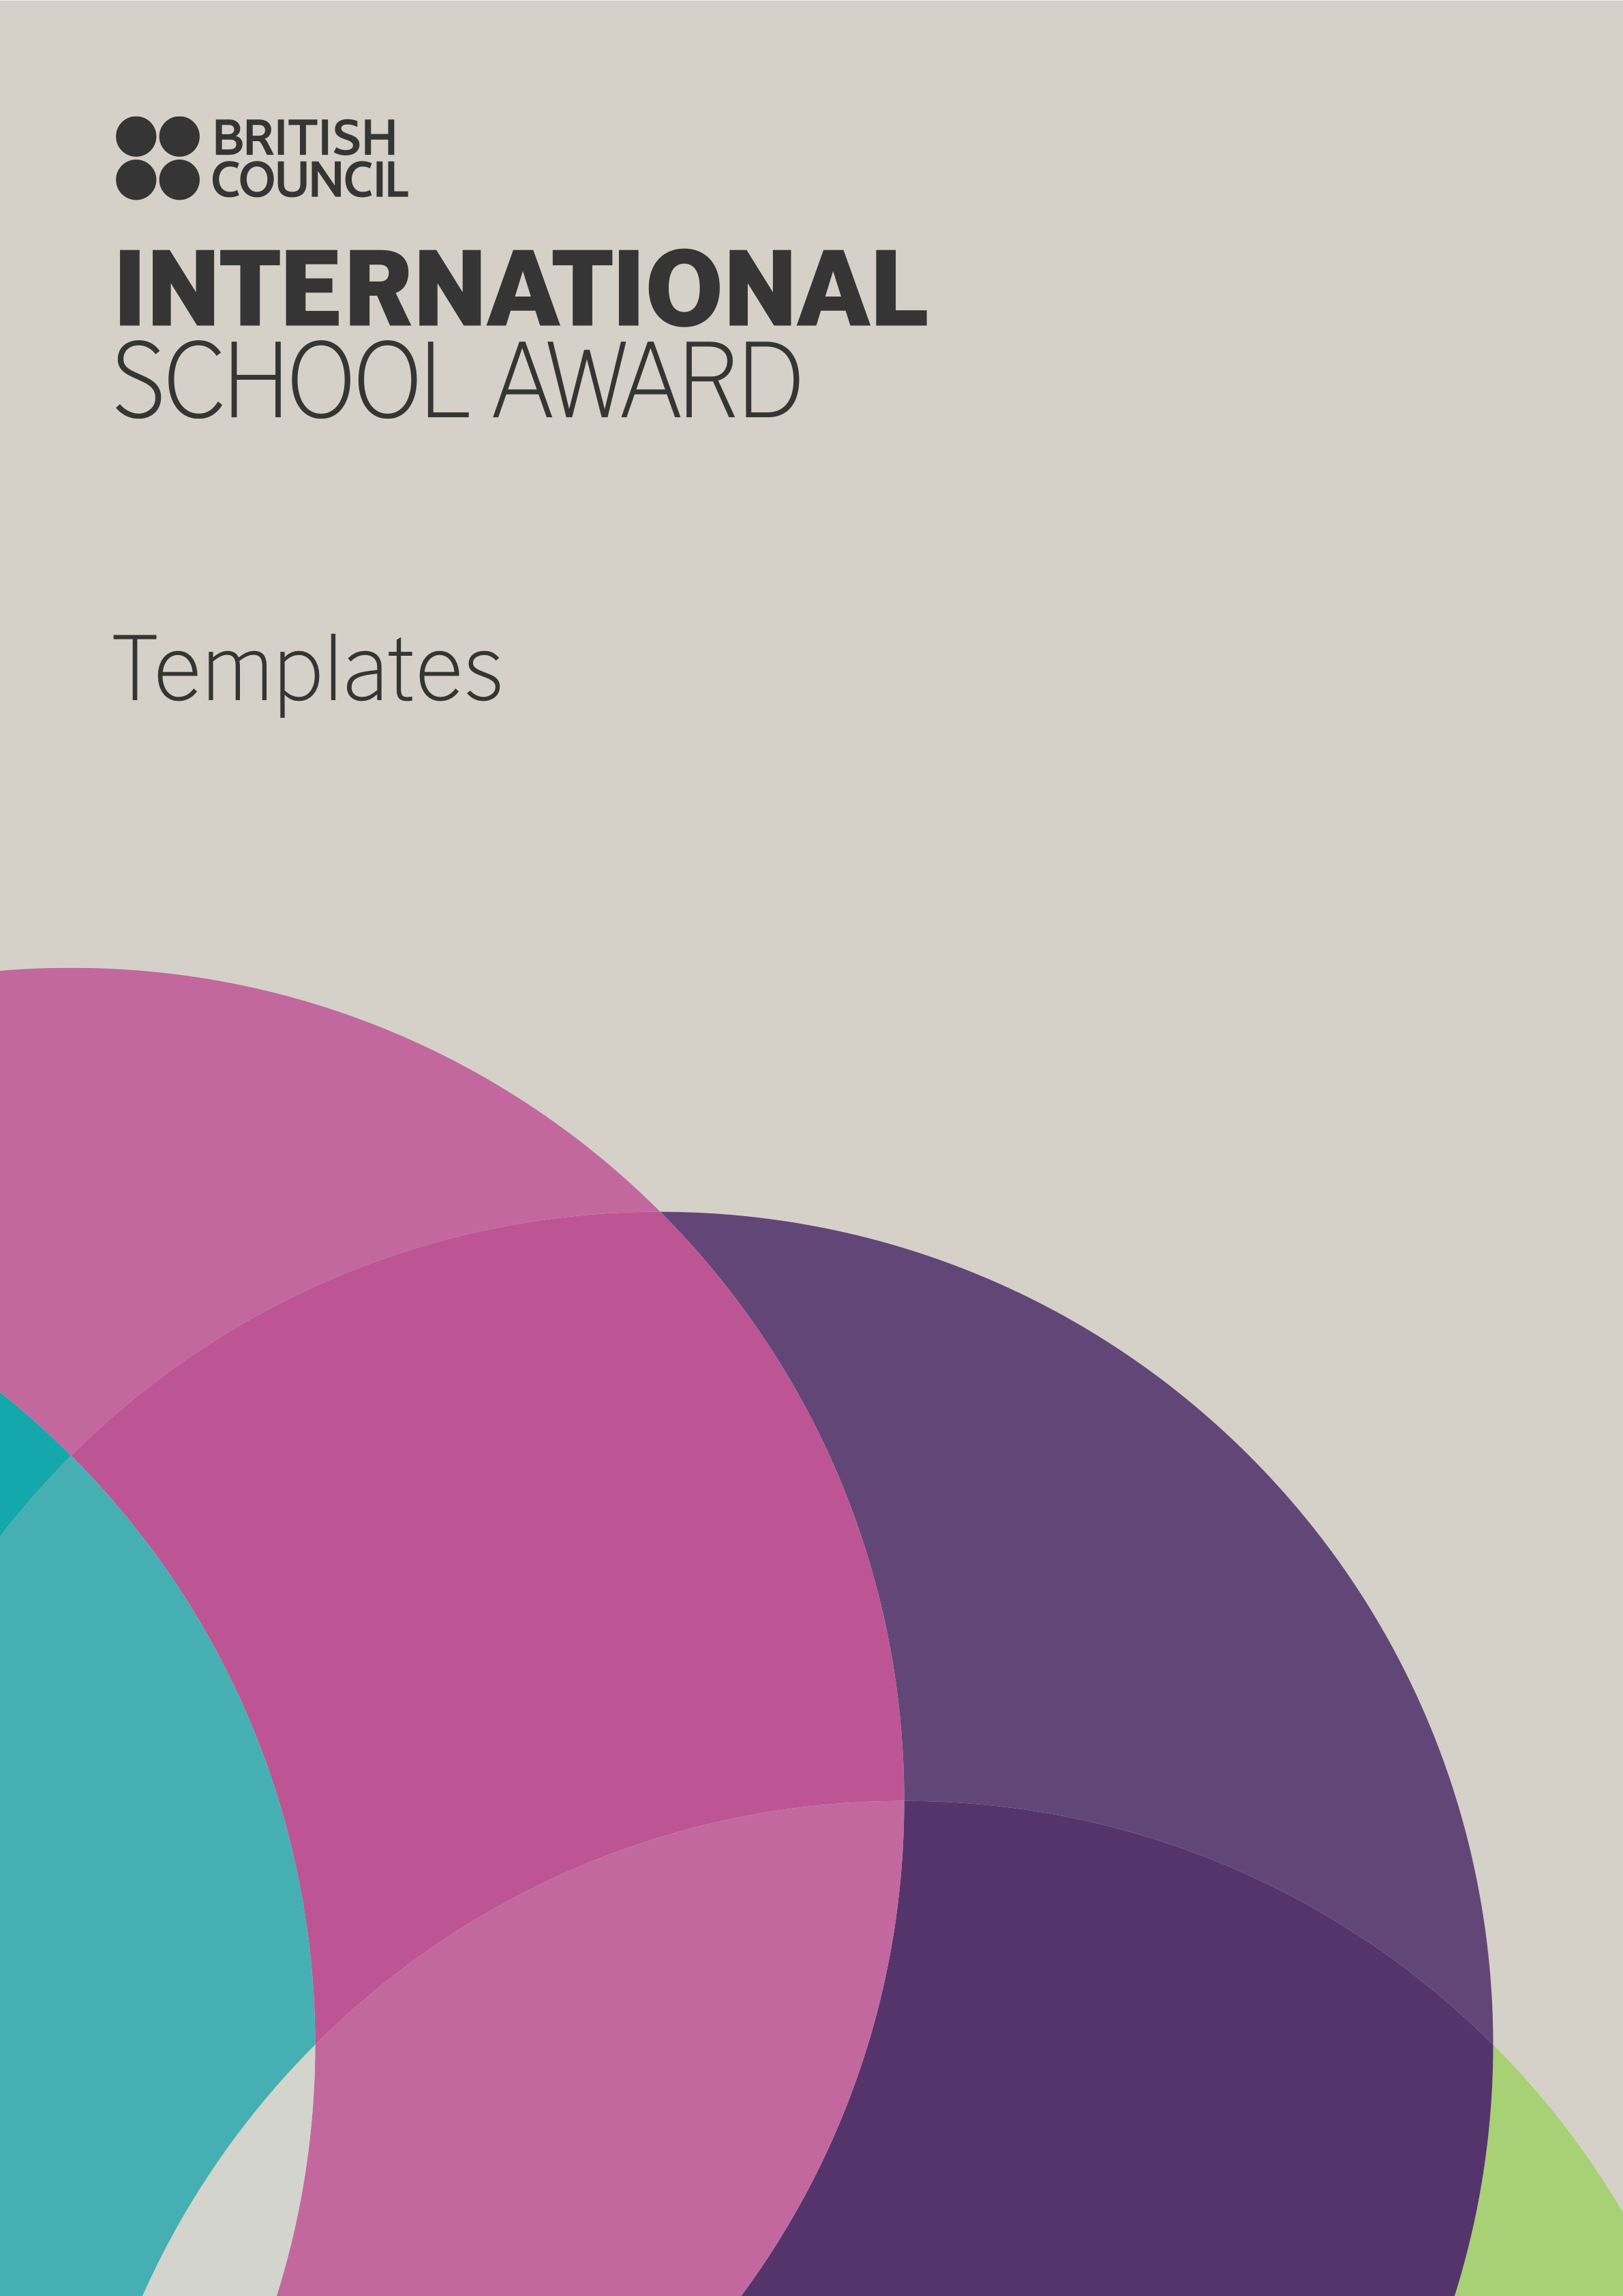 BRITISH
COUNCIL
INTERNATIONAL
SCHOOL AWARD
Templates